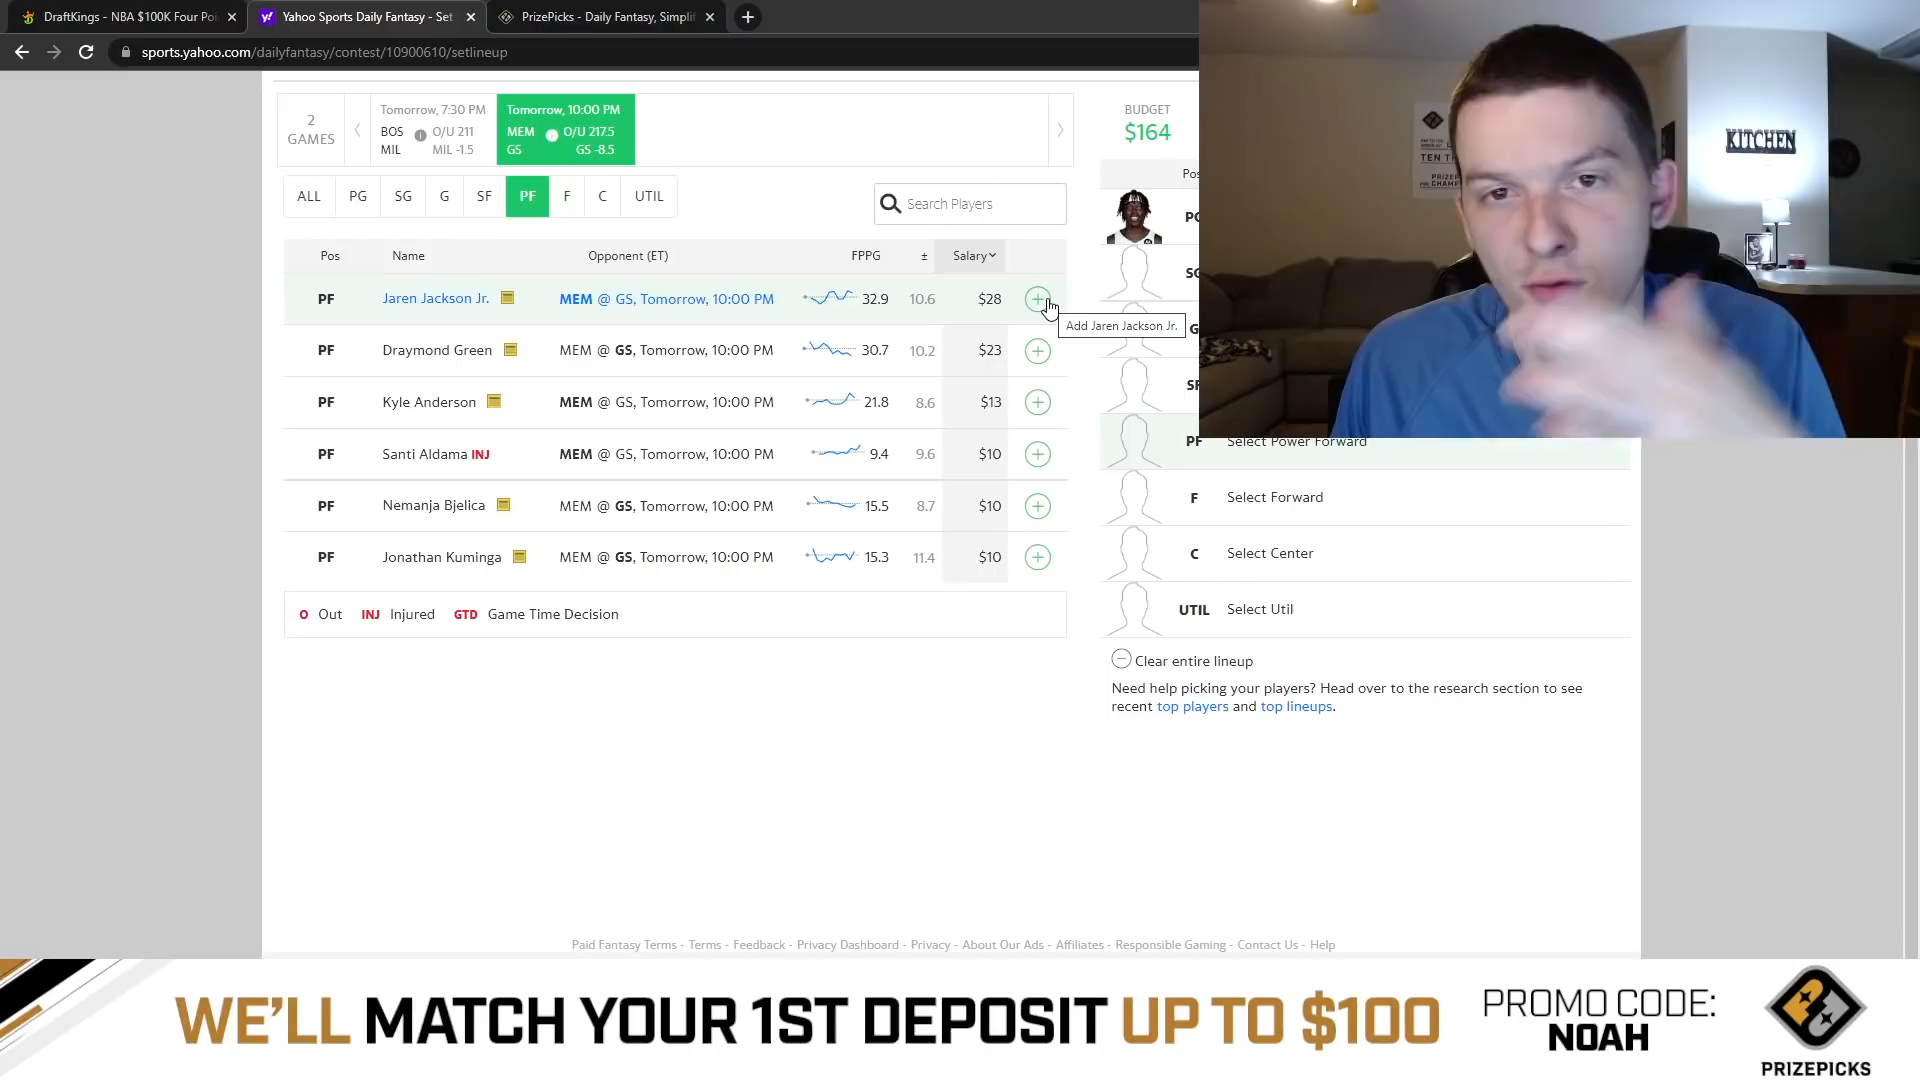 DraftKings - NBA $100K Four Poi
Yahoo Sports Daily Fantasy - Set
PrizePicks - Daily Fantasy, Simplif
sports.yahoo.com/dailyfantasy/contest/10900610/setlineup
2 GAMES
Tomorrow, 7:30 PM
BOS O/U 211
MIL MIL -1.5
Tomorrow, 10:00 PM
MEM O/U 217.5
GS GS -8.5
BUDGET
$164
KITCHEN
ALL PG SG G SF PF F C UTIL
Search Players
Pos Name Opponent (ET) FPPG ± Salary
PF Jaren Jackson Jr. MEM @ GS, Tomorrow, 10:00 PM 32.9 10.6 $28
Add Jaren Jackson Jr.
PF Draymond Green MEM @ GS, Tomorrow, 10:00 PM 30.7 10.2 $23
PF Kyle Anderson MEM @ GS, Tomorrow, 10:00 PM 21.8 8.6 $13
PF Santi Aldama INJ MEM @ GS, Tomorrow, 10:00 PM 9.4 9.6 $10
PF Nemanja Bjelica MEM @ GS, Tomorrow, 10:00 PM 15.5 8.7 $10
PF Jonathan Kuminga MEM @ GS, Tomorrow, 10:00 PM 15.3 11.4 $10
O Out INJ Injured GTD Game Time Decision
Pos
PG
SG
G
SF
PF Select Power Forward
F Select Forward
C Select Center
UTIL Select Util
Clear entire lineup
Need help picking your players? Head over to the research section to see
recent top players and top lineups.
Paid Fantasy Terms - Terms - Feedback - Privacy Dashboard - Privacy - About Our Ads - Affiliates - Responsible Gaming - Contact Us - Help
WE'LL MATCH YOUR 1ST DEPOSIT UP TO $100
PROMO CODE:
NOAH
PRIZEPICKS